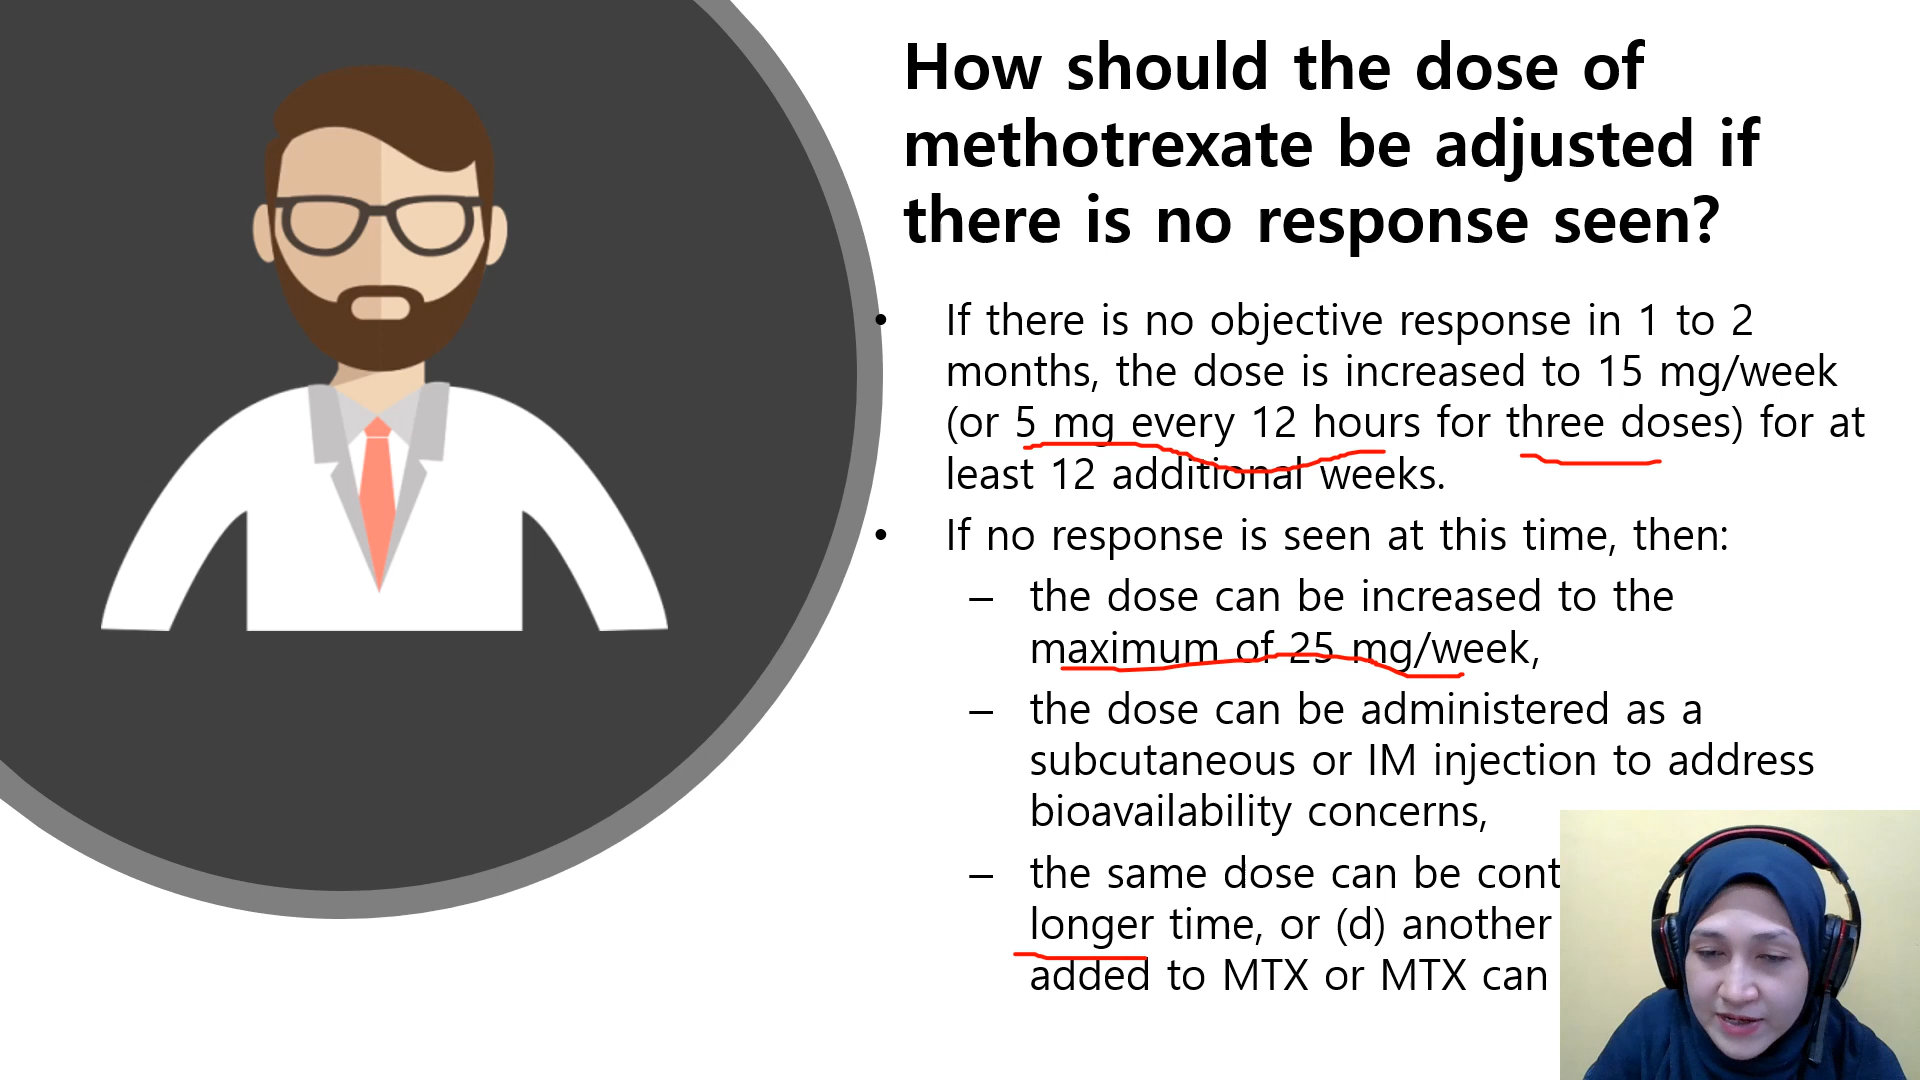 How should the dose of
methotrexate be adjusted if
there is no response seen?
• If there is no objective response in 1 to 2
months, the dose is increased to 15 mg/week
(or 5 mg every 12 hours for three doses) for at
least 12 additional weeks.
• If no response is seen at this time, then:
– the dose can be increased to the
maximum of 25 mg/week,
– the dose can be administered as a
subcutaneous or IM injection to address
bioavailability concerns,
– the same dose can be cont
longer time, or (d) another
added to MTX or MTX can